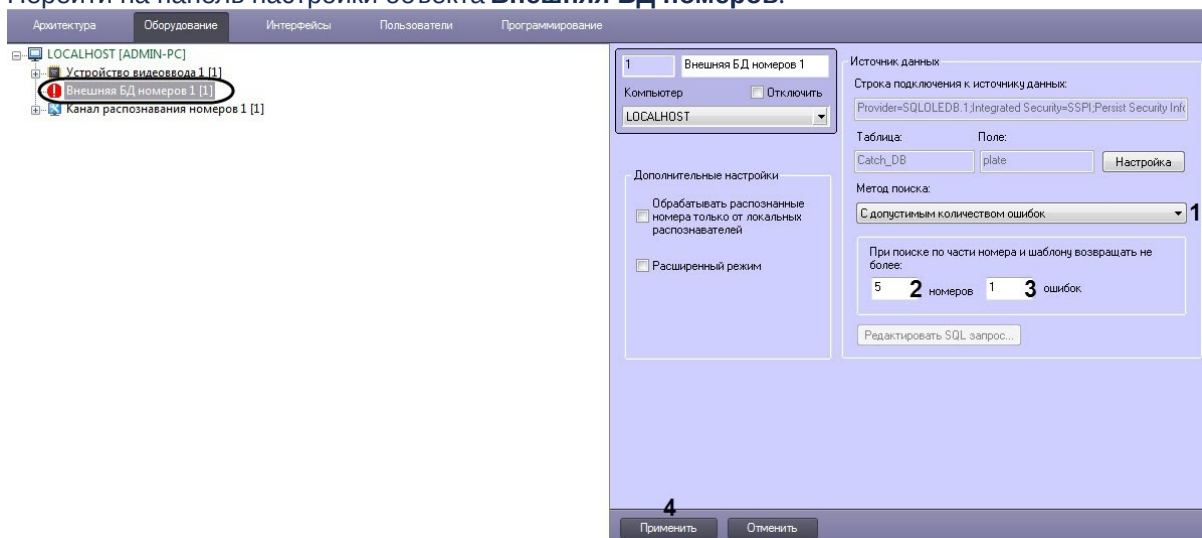 Перейти на панель настройки объекта Внешняя БД номеров.
Архитектура Оборудование Интерфейсы Пользователи Программирование
LOCALHOST [ADMIN-PC]
Устройство видеоввода 1 [1]
Внешняя БД номеров 1 [1]
Канал распознавания номеров 1 [1]
1 Внешняя БД номеров 1
Компьютер Отключить
LOCALHOST
Дополнительные настройки
Обрабатывать распознанные
номера только от локальных
распознавателей
Расширенный режим
Источник данных
Строка подключения к источнику данных:
Provider=SQLOLEDB.1;Integrated Security=SSPI;Persist Security Info
Таблица: Поле:
Catch_DB plate Настройка
Метод поиска:
С допустимым количеством ошибок 1
При поиске по части номера и шаблону возвращать не
более:
5 2 номеров 1 3 ошибок
Редактировать SQL запрос...
4
Применить Отменить